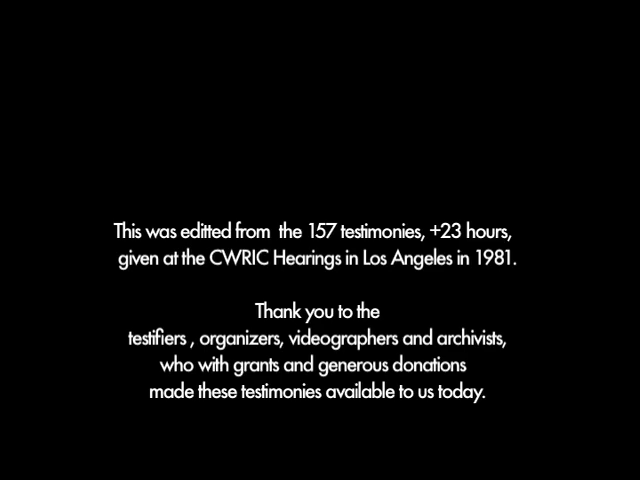 This was editted from the 157 testimonies, +23 hours,
given at the CWRIC Hearings in Los Angeles in 1981.
Thank you to the
testifiers , organizers, videographers and archivists,
who with grants and generous donations
made these testimonies available to us today.